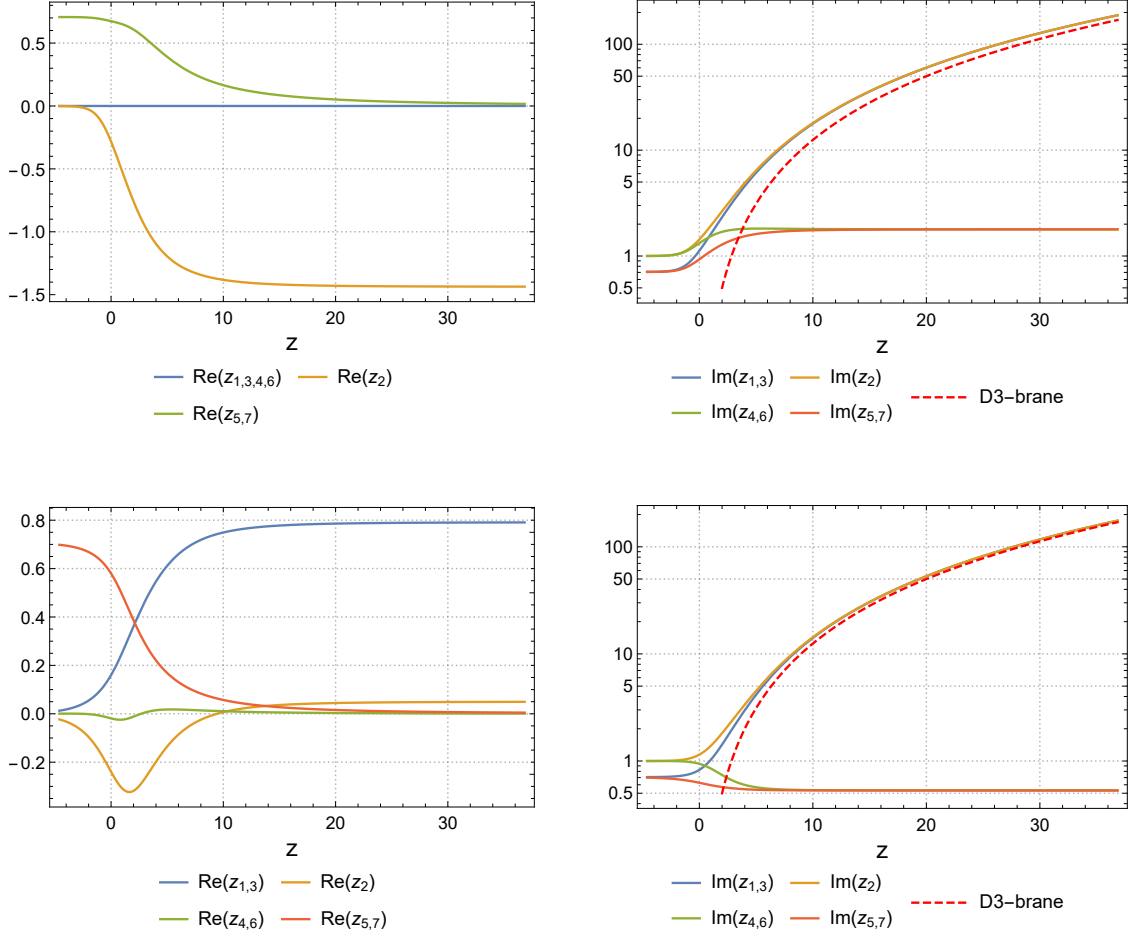 0.5
0.0
−0.5
−1.0
−1.5
0 10 20 30
z
Re(z1,3,4,6) Re(z2)
Re(z5,7)
100
50
10
5
1
0.5
0 10 20 30
z
Im(z1,3) Im(z2)
Im(z4,6) Im(z5,7)
D3−brane
0.8
0.6
0.4
0.2
0.0
−0.2
0 10 20 30
z
Re(z1,3) Re(z2)
Re(z4,6) Re(z5,7)
100
50
10
5
1
0.5
0 10 20 30
z
Im(z1,3) Im(z2)
Im(z4,6) Im(z5,7)
D3−brane